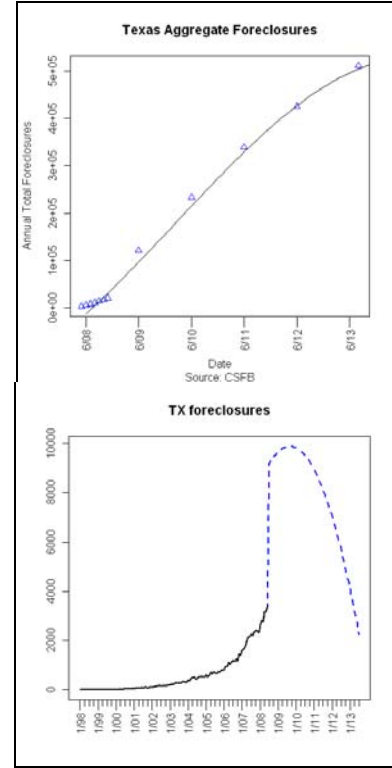 Texas Aggregate Foreclosures
Annual Total Foreclosures
5e+05
4e+05
3e+05
2e+05
1e+05
0e+00
6/08
6/09
6/10
6/11
6/12
6/13
Date
Source: CSFB
TX foreclosures
10000
8000
6000
4000
2000
0
1/98
1/99
1/00
1/01
1/02
1/03
1/04
1/05
1/06
1/07
1/08
1/09
1/10
1/11
1/12
1/13